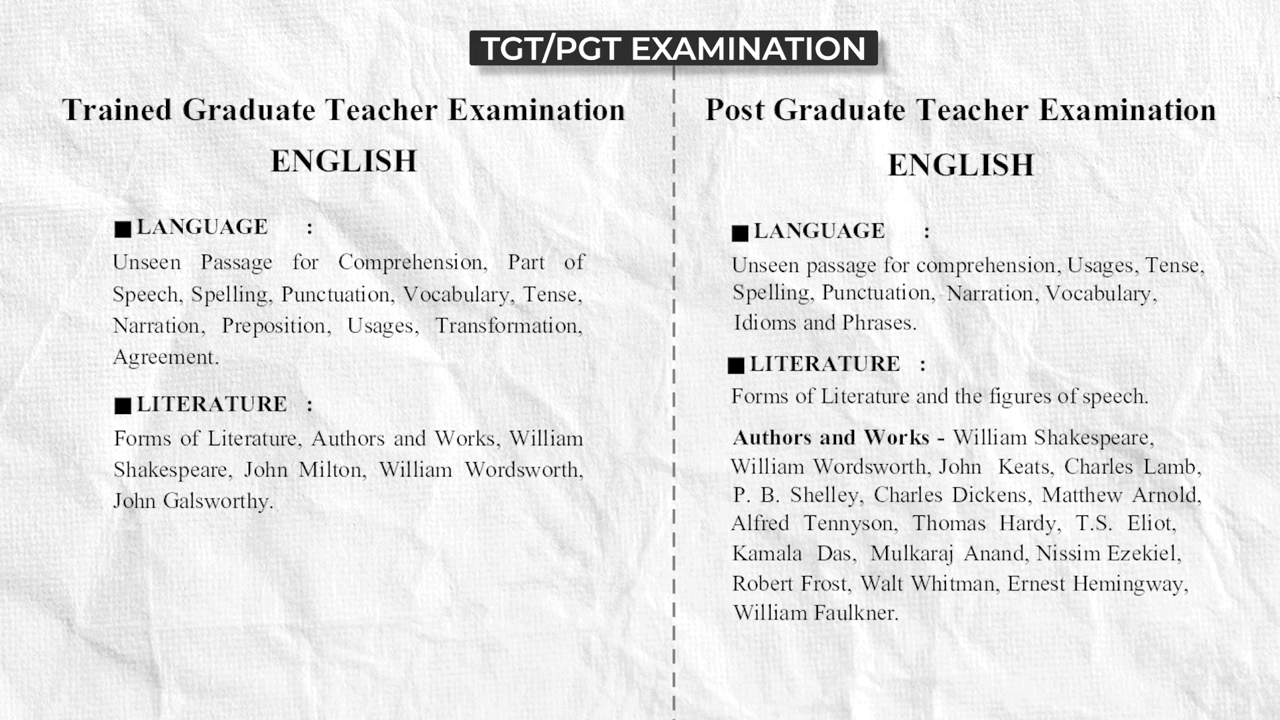 TGT/PGT EXAMINATION
Trained Graduate Teacher Examination
ENGLISH
LANGUAGE :
Unseen Passage for Comprehension, Part of
Speech, Spelling, Punctuation, Vocabulary, Tense,
Narration, Preposition, Usages, Transformation,
Agreement.
LITERATURE :
Forms of Literature, Authors and Works, William
Shakespeare, John Milton, William Wordsworth,
John Galsworthy.
Post Graduate Teacher Examination
ENGLISH
LANGUAGE :
Unseen passage for comprehension, Usages, Tense,
Spelling, Punctuation, Narration, Vocabulary,
Idioms and Phrases.
LITERATURE :
Forms of Literature and the figures of speech.
Authors and Works - William Shakespeare,
William Wordsworth, John Keats, Charles Lamb,
P. B. Shelley, Charles Dickens, Matthew Arnold,
Alfred Tennyson, Thomas Hardy, T.S. Eliot,
Kamala Das, Mulkaraj Anand, Nissim Ezekiel,
Robert Frost, Walt Whitman, Ernest Hemingway,
William Faulkner.